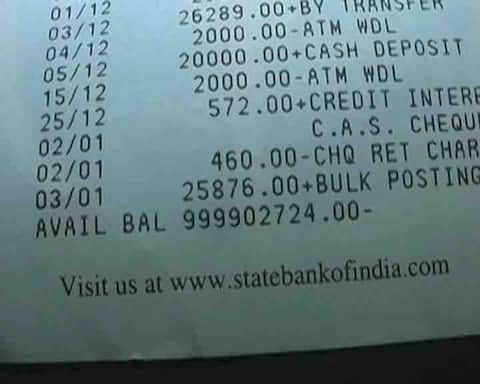 01/12
03/12 26289.00+BY TRANSFER
04/12 2000.00-ATM WDL
05/12 20000.00+CASH DEPOSIT
15/12 2000.00-ATM WDL
25/12 572.00+CREDIT INTERE
02/01 C.A.S. CHEQU
02/01 460.00-CHQ RET CHAR
03/01 25876.00+BULK POSTING
AVAIL BAL 999902724.00-
Visit us at www.statebankofindia.com